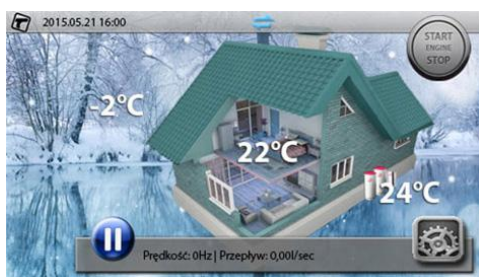 2015.05.21 16:00
START
ENGINE
STOP
-2°C
22°C
24°C
Prędkość: 0Hz | Przepływ: 0,00l/sec